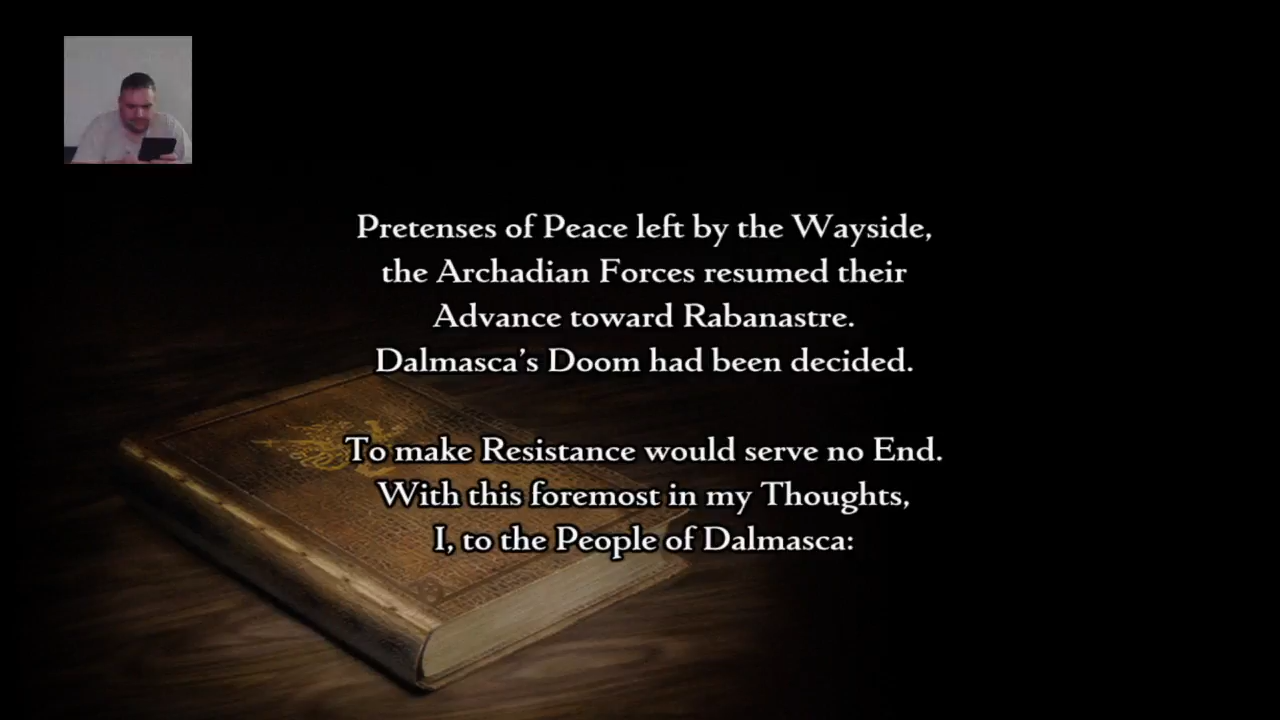 Pretenses of Peace left by the Wayside,
the Archadian Forces resumed their
Advance toward Rabanastre.
Dalmasca's Doom had been decided.
To make Resistance would serve no End.
With this foremost in my Thoughts,
I, to the People of Dalmasca: